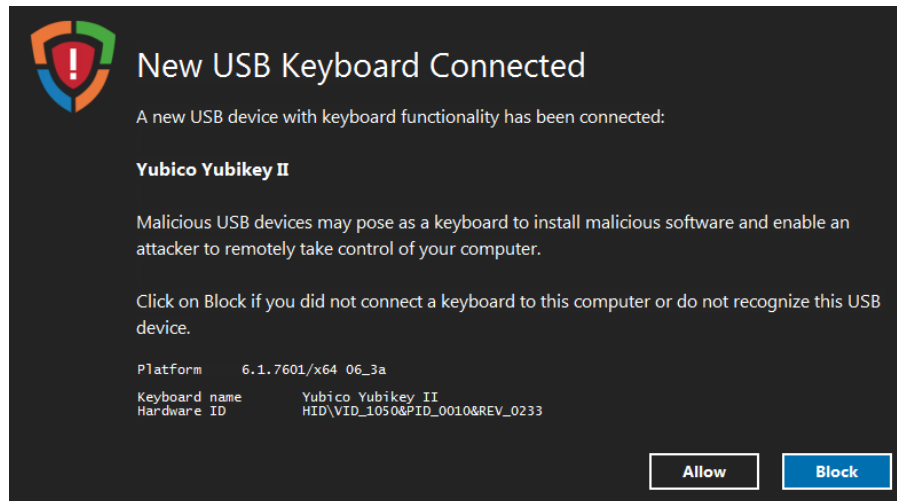 New USB Keyboard Connected
A new USB device with keyboard functionality has been connected:
Yubico Yubikey II
Malicious USB devices may pose as a keyboard to install malicious software and enable an
attacker to remotely take control of your computer.
Click on Block if you did not connect a keyboard to this computer or do not recognize this USB
device.
Platform 6.1.7601/x64 06_3a
Keyboard name Yubico Yubikey II
Hardware ID HID\VID_1050&PID_0010&REV_0233
Allow Block